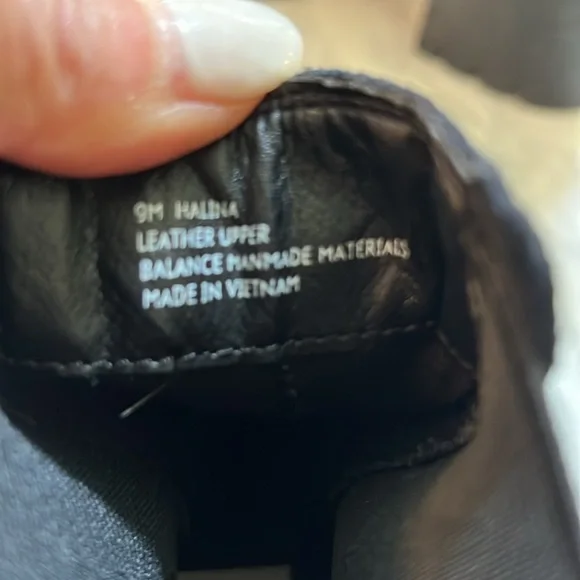 9M HALINA
LEATHER UPPER
BALANCE MANMADE MATERIALS
MADE IN VIETNAM